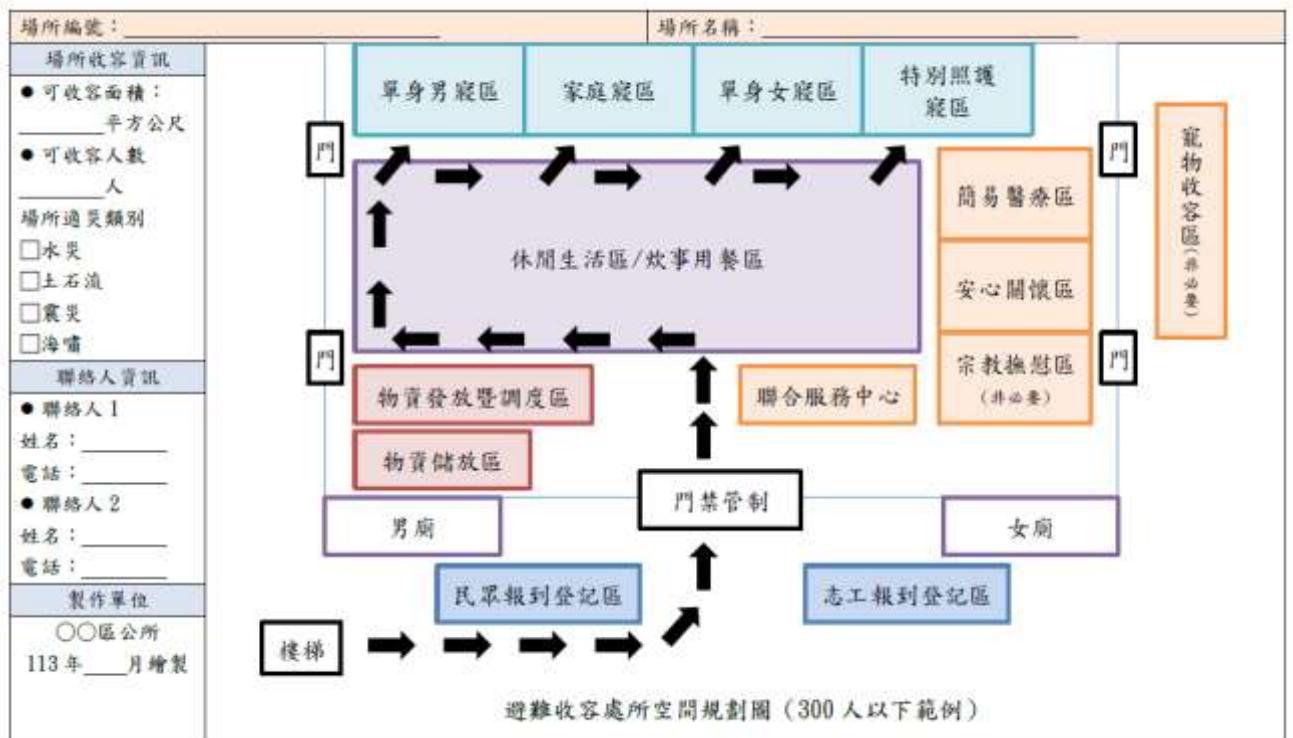 場所編號：
場所名稱：
場所收容資訊
● 可收容面積：
平方公尺
● 可收容人數
人
場所適災類別
□水災
□土石流
□震災
□海嘯
聯絡人資訊
● 聯絡人 1
姓名：
電話：
● 聯絡人 2
姓名：
電話：
製作單位
○○區公所
113 年____月繪製
單身男寢區
家庭寢區
單身女寢區
特別照護
寢區
門
門
寵物收容區(非必要)
簡易醫療區
休閒生活區/炊事用餐區
安心關懷區
門
門
宗教撫慰區
(非必要)
物資發放暨調度區
聯合服務中心
物資儲放區
門禁管制
男廁
女廁
民眾報到登記區
志工報到登記區
樓梯
避難收容處所空間規劃圖（300 人以下範例）